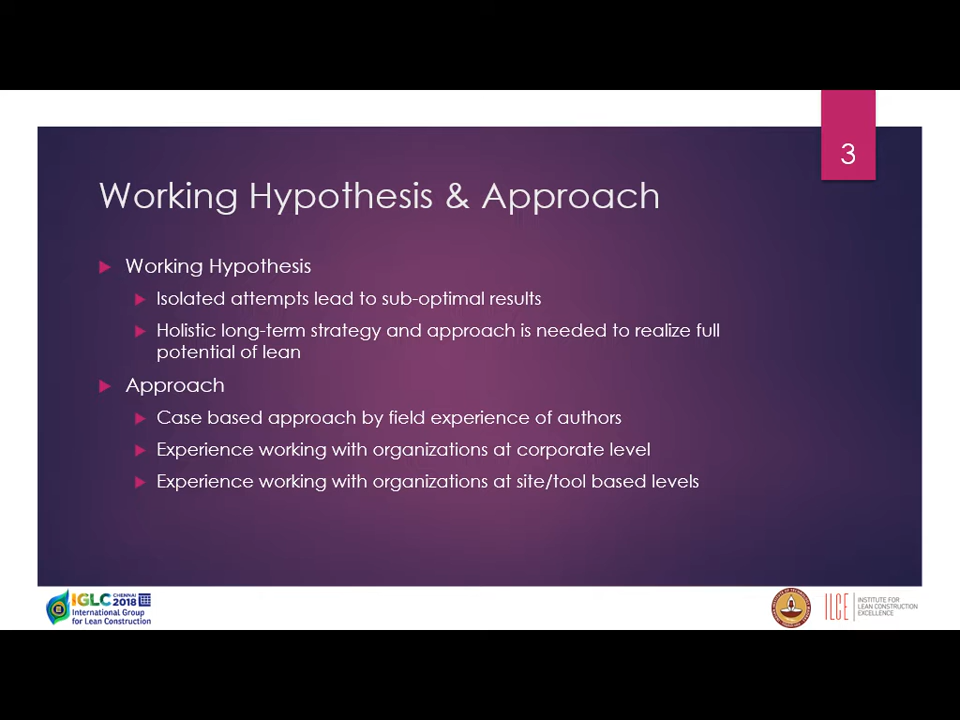 3
Working Hypothesis & Approach
Working Hypothesis
Isolated attempts lead to sub-optimal results
Holistic long-term strategy and approach is needed to realize full
potential of lean
Approach
Case based approach by field experience of authors
Experience working with organizations at corporate level
Experience working with organizations at site/tool based levels
IGLC CHENNAI 2018
International Group
for Lean Construction
ILCE
INSTITUTE FOR
LEAN CONSTRUCTION
EXCELLENCE